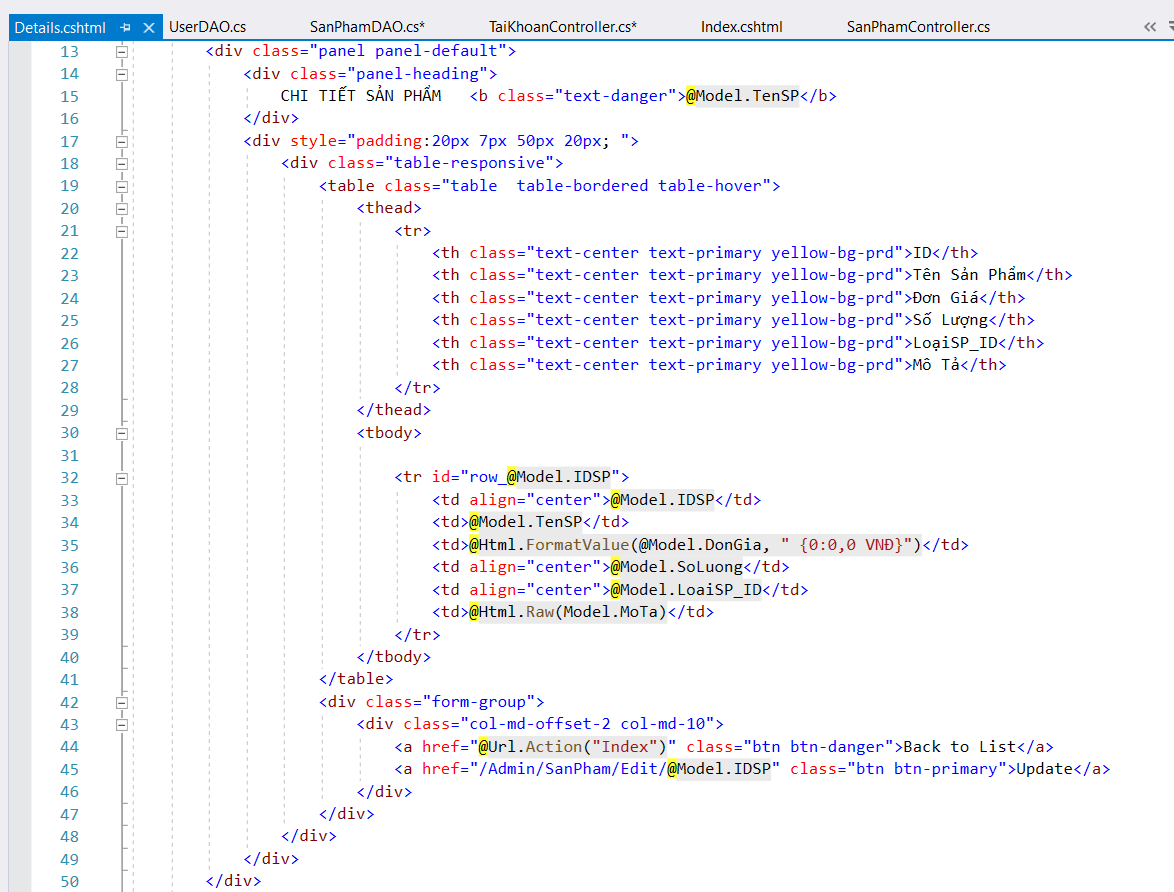 Details.cshtml UserDAO.cs SanPhamDAO.cs* TaiKhoanController.cs* Index.cshtml SanPhamController.cs
13 <div class="panel panel-default">
14 <div class="panel-heading">
15 CHI TIẾT SẢN PHẨM <b class="text-danger">@Model.TenSP</b>
16 </div>
17 <div style="padding:20px 7px 50px 20px; ">
18 <div class="table-responsive">
19 <table class="table  table-bordered table-hover">
20 <thead>
21 <tr>
22 <th class="text-center text-primary yellow-bg-prd">ID</th>
23 <th class="text-center text-primary yellow-bg-prd">Tên Sản Phẩm</th>
24 <th class="text-center text-primary yellow-bg-prd">Đơn Giá</th>
25 <th class="text-center text-primary yellow-bg-prd">Số Lượng</th>
26 <th class="text-center text-primary yellow-bg-prd">LoạiSP_ID</th>
27 <th class="text-center text-primary yellow-bg-prd">Mô Tả</th>
28 </tr>
29 </thead>
30 <tbody>
31
32 <tr id="row_@Model.IDSP">
33 <td align="center">@Model.IDSP</td>
34 <td>@Model.TenSP</td>
35 <td>@Html.FormatValue(@Model.DonGia, " {0:0,0 VNĐ}")</td>
36 <td align="center">@Model.SoLuong</td>
37 <td align="center">@Model.LoaiSP_ID</td>
38 <td>@Html.Raw(Model.MoTa)</td>
39 </tr>
40 </tbody>
41 </table>
42 <div class="form-group">
43 <div class="col-md-offset-2 col-md-10">
44 <a href="@Url.Action("Index")" class="btn btn-danger">Back to List</a>
45 <a href="/Admin/SanPham/Edit/@Model.IDSP" class="btn btn-primary">Update</a>
46 </div>
47 </div>
48 </div>
49 </div>
50 </div>